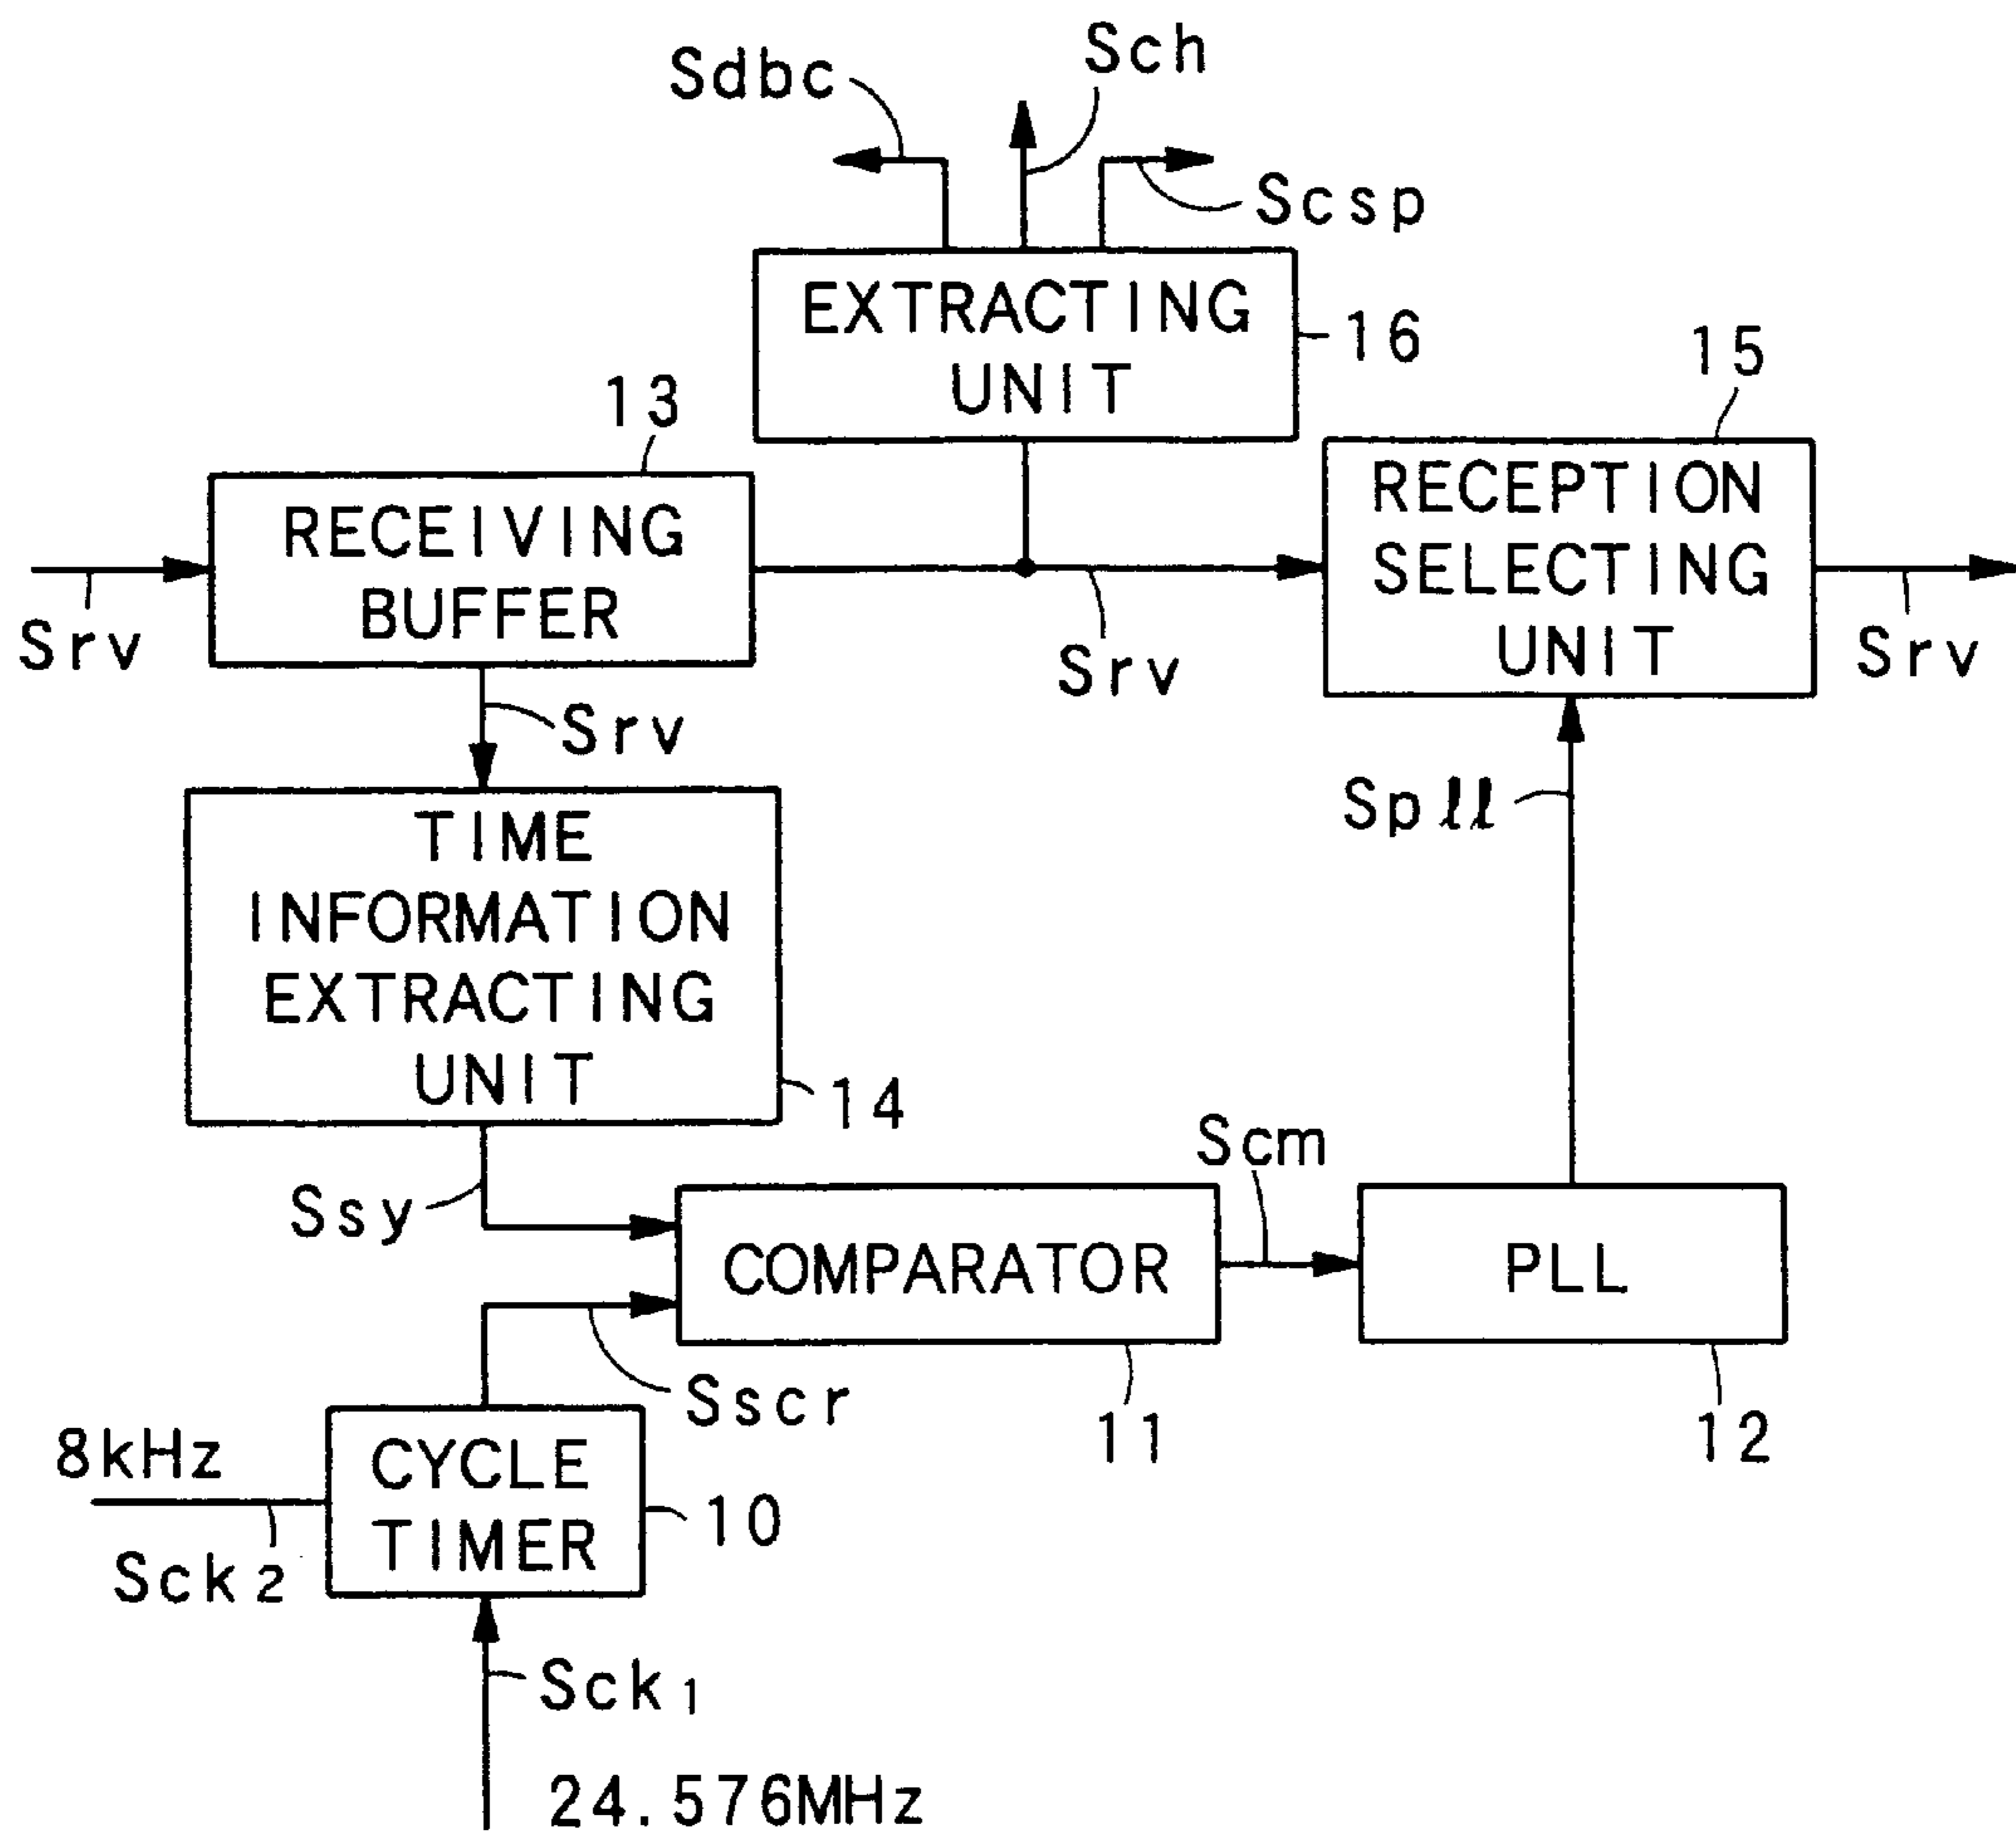 Sdbc
Sch
Scsp
EXTRACTING
UNIT
16
15
13
RECEIVING
BUFFER
RECEPTION
SELECTING
UNIT
Srv
Srv
Srv
Srv
Spll
TIME
INFORMATION
EXTRACTING
UNIT
14
Ssy
Scm
COMPARATOR
PLL
Sscr
11
12
8kHz
CYCLE
TIMER
10
Sck2
Sck1
24.576MHz